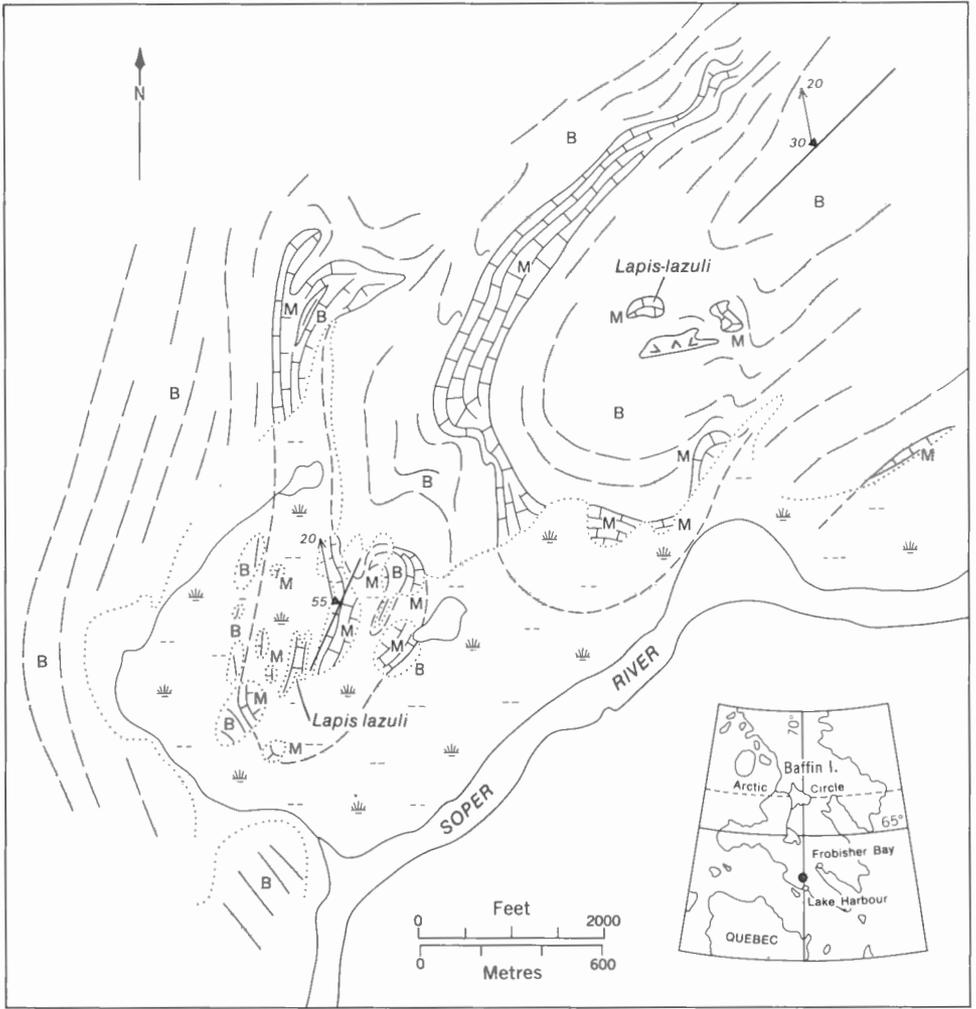 N
20
30
B
B
Lapis-lazuli
M
M
B
M
M
B
B
M
M
B
M
B
M
M
20
B
M
M
B
55
M
B
M
M
M
B
B
M
B
Lapis lazuli
M
RIVER
SOPER
B
Feet
0 2000
0 600
Metres
70°
Baffin I.
Arctic Circle
65°
Frobisher Bay
Lake Harbour
QUEBEC